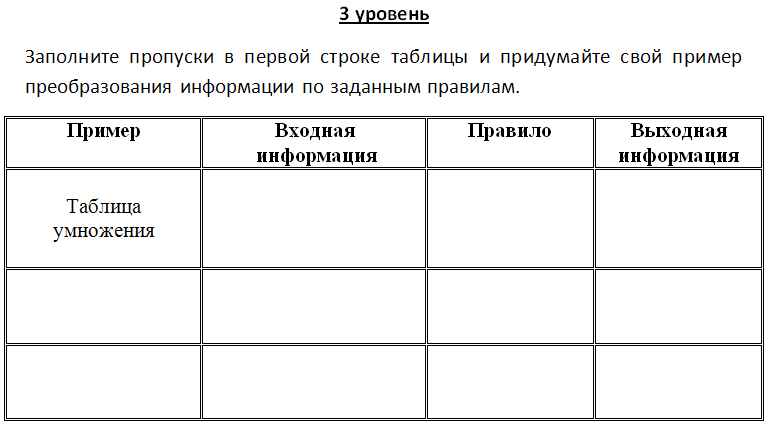 3 уровень
Заполните пропуски в первой строке таблицы и придумайте свой пример
преобразования информации по заданным правилам.
Пример
Входная
информация
Правило
Выходная
информация
Таблица
умножения